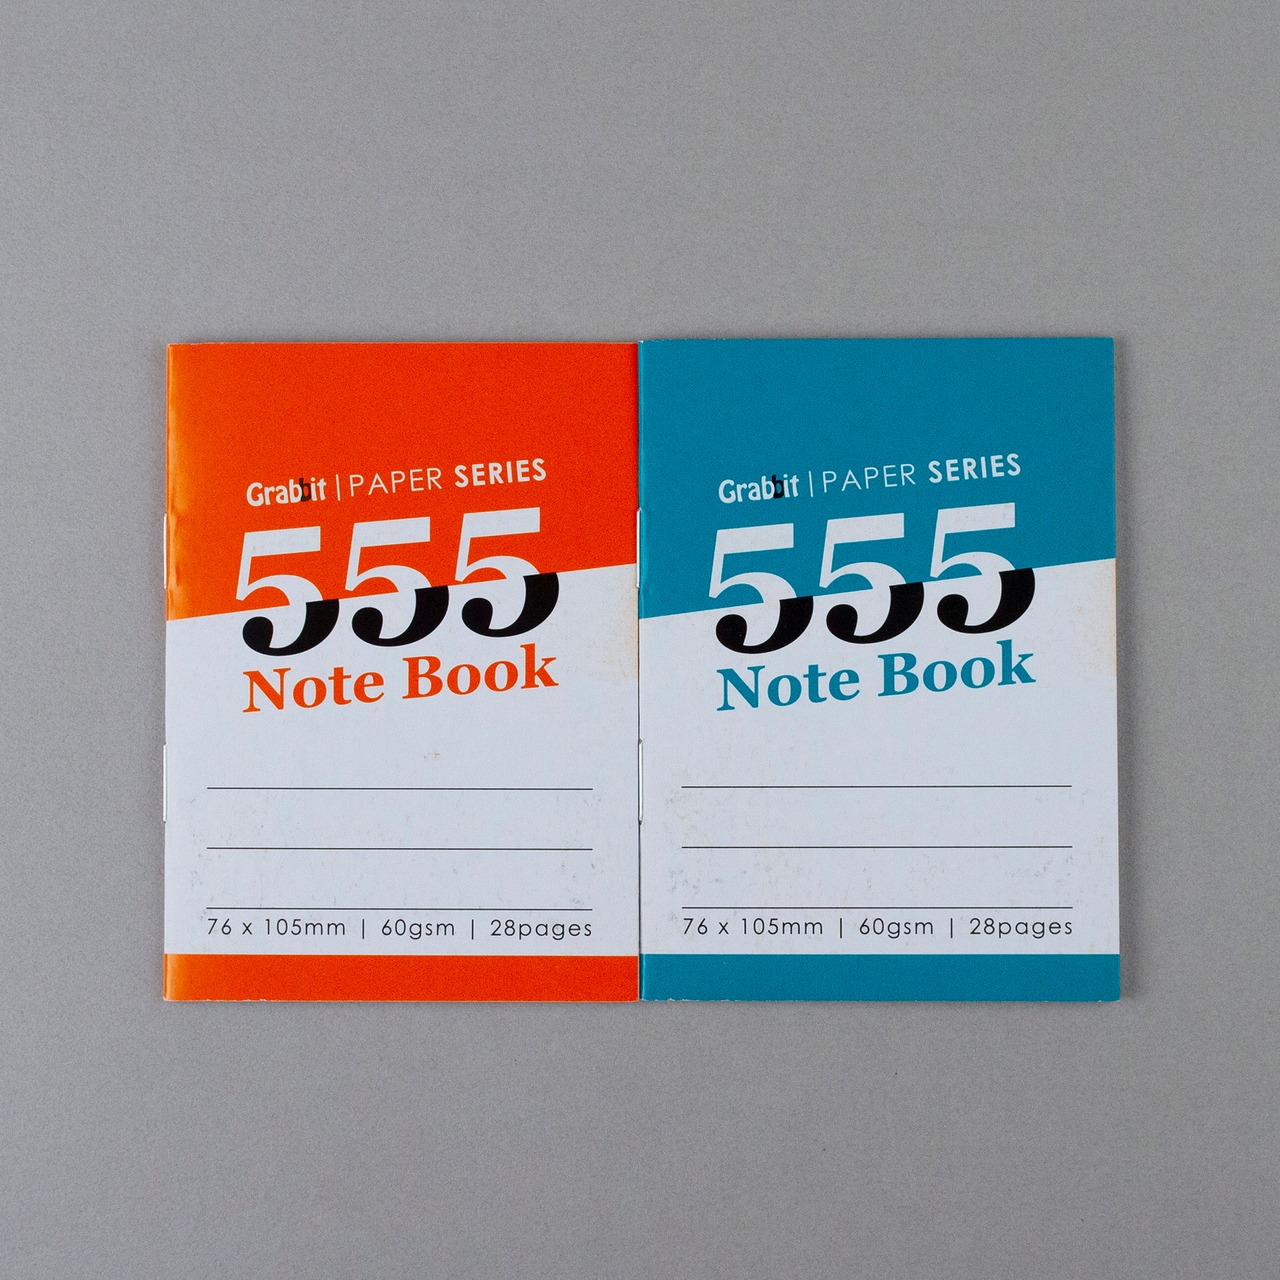 Grabbit | PAPER SERIES
555
Note Book
76 x 105mm | 60gsm | 28pages
Grabbit | PAPER SERIES
555
Note Book
76 x 105mm | 60gsm | 28pages